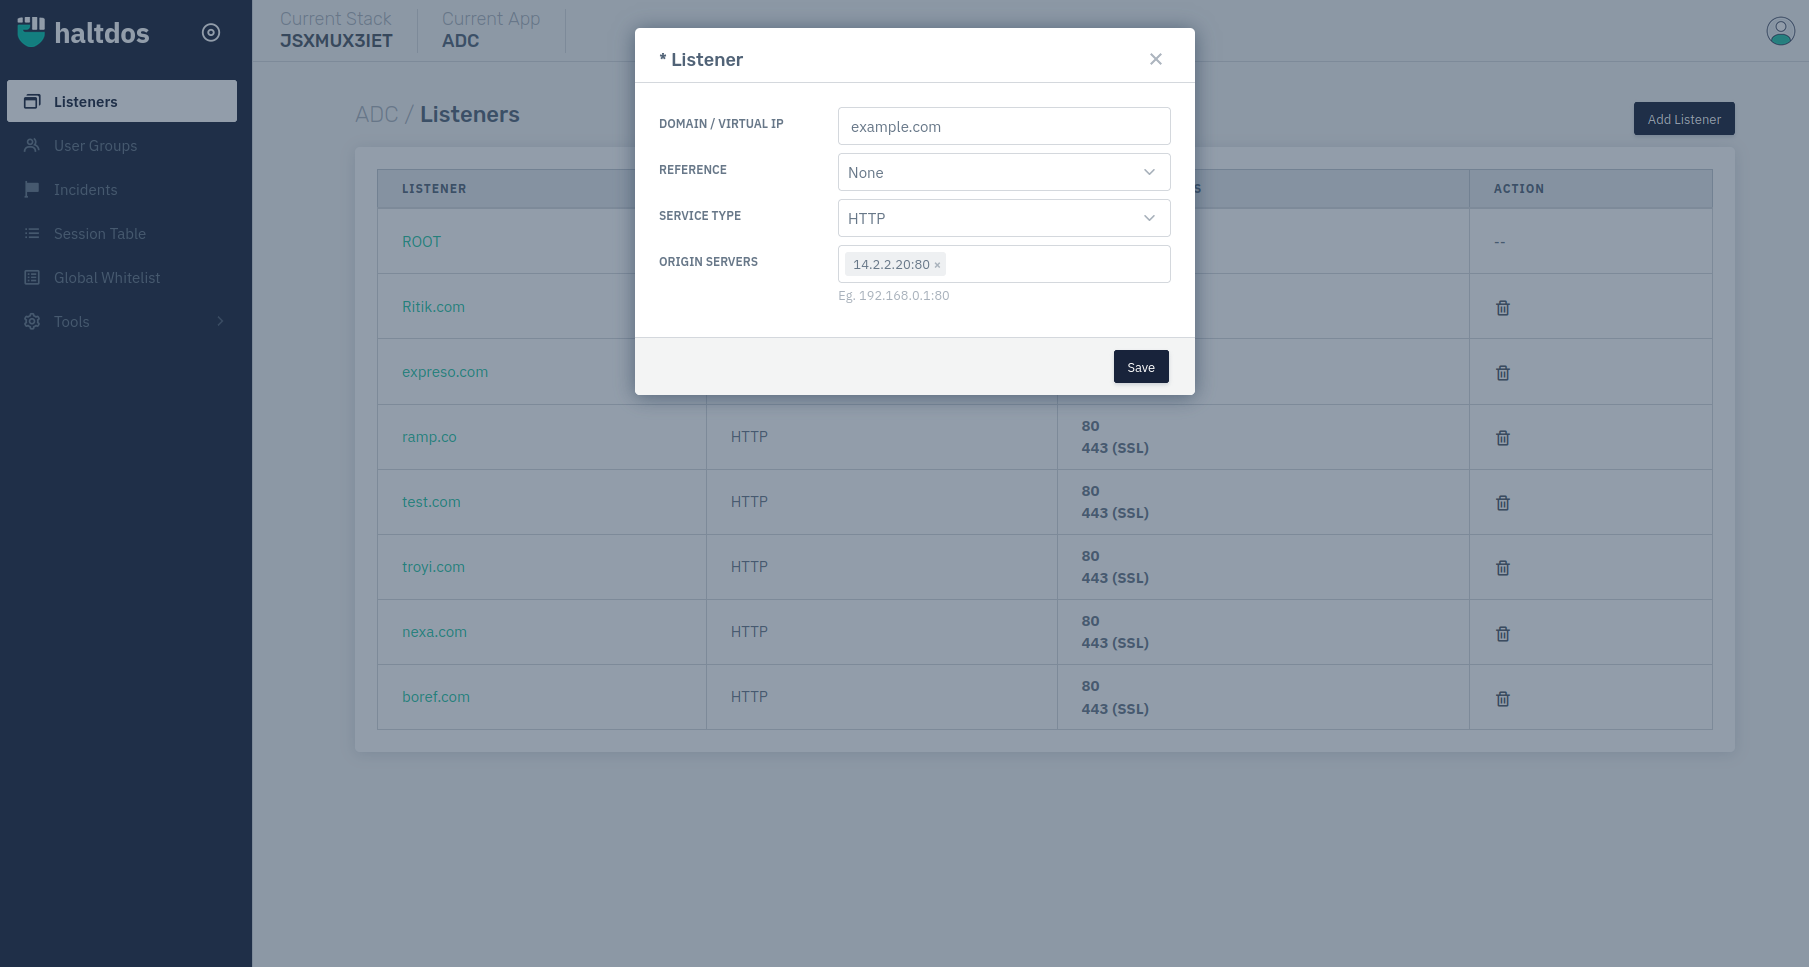 haltdos
Current Stack
JSXMUX3IET
Current App
ADC
Listeners
User Groups
Incidents
Session Table
Global Whitelist
Tools
ADC / Listeners
Add Listener
* Listener
DOMAIN / VIRTUAL IP
example.com
REFERENCE
None
SERVICE TYPE
HTTP
ORIGIN SERVERS
14.2.2.20:80 ×
Eg. 192.168.0.1:80
Save
LISTENER
S
ACTION
ROOT
--
Ritik.com
expreso.com
ramp.co
HTTP
80
443 (SSL)
test.com
HTTP
80
443 (SSL)
troyi.com
HTTP
80
443 (SSL)
nexa.com
HTTP
80
443 (SSL)
boref.com
HTTP
80
443 (SSL)